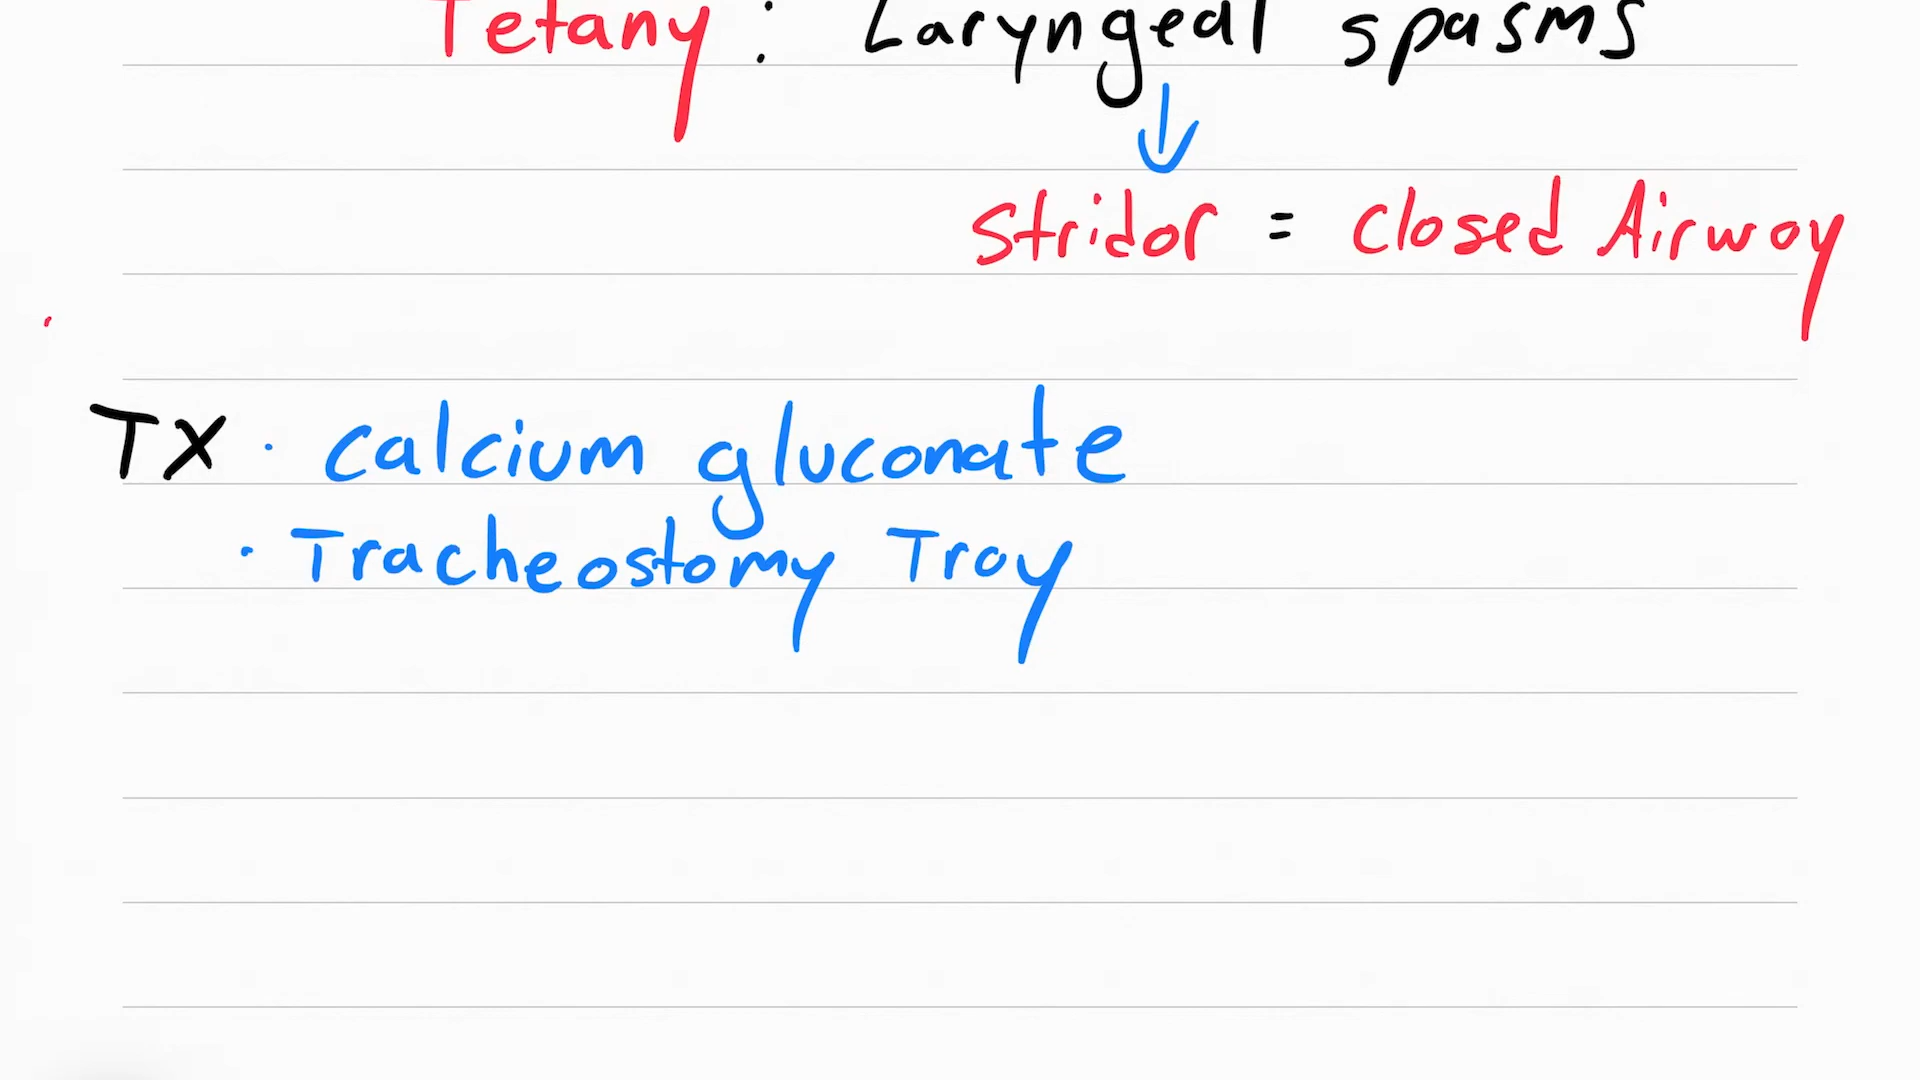 Tetany: Laryngeal spasms
Stridor = Closed Airway
TX · Calcium gluconate
· Tracheostomy Tray